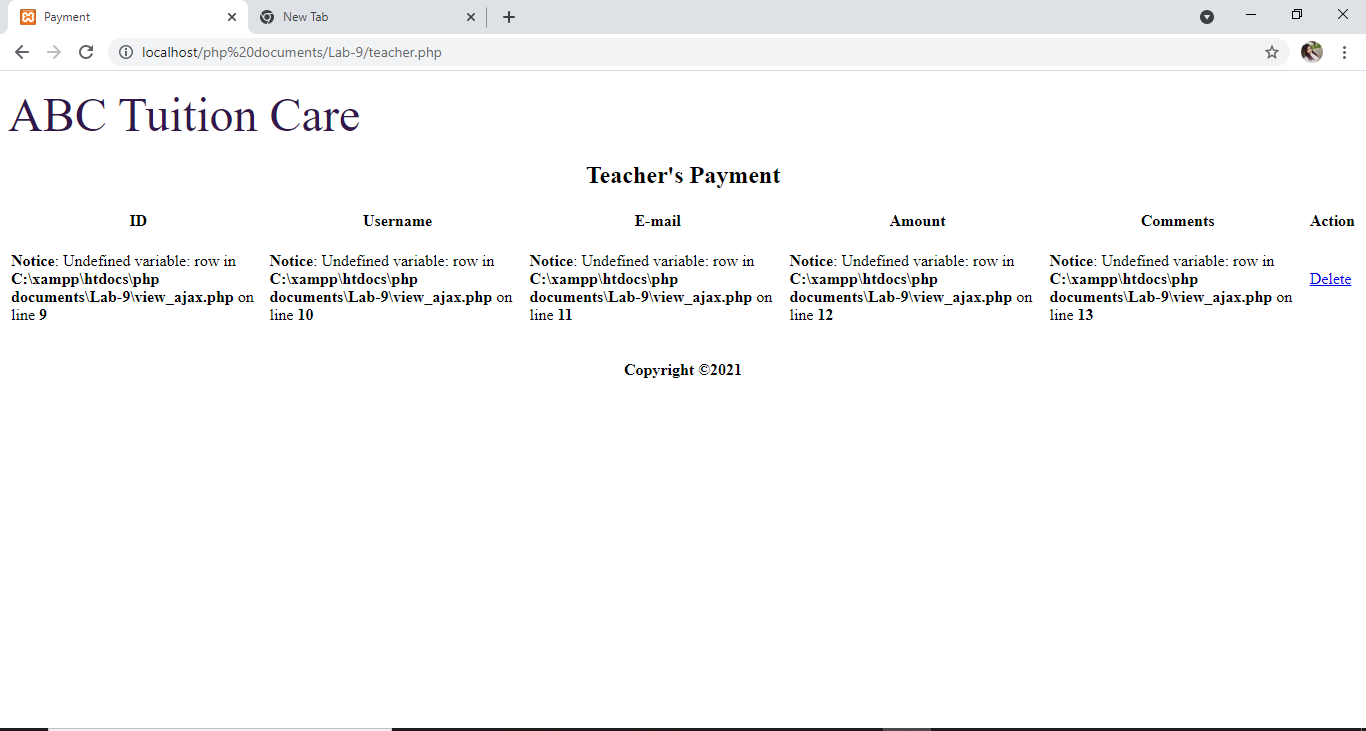 Payment
New Tab
localhost/php%20documents/Lab-9/teacher.php
ABC Tuition Care
Teacher's Payment
ID Username E-mail Amount Comments Action
Notice: Undefined variable: row in
C:\xampp\htdocs\php
documents\Lab-9\view_ajax.php on
line 9
Notice: Undefined variable: row in
C:\xampp\htdocs\php
documents\Lab-9\view_ajax.php on
line 10
Notice: Undefined variable: row in
C:\xampp\htdocs\php
documents\Lab-9\view_ajax.php on
line 11
Notice: Undefined variable: row in
C:\xampp\htdocs\php
documents\Lab-9\view_ajax.php on
line 12
Notice: Undefined variable: row in
C:\xampp\htdocs\php
documents\Lab-9\view_ajax.php on
line 13
Delete
Copyright ©2021